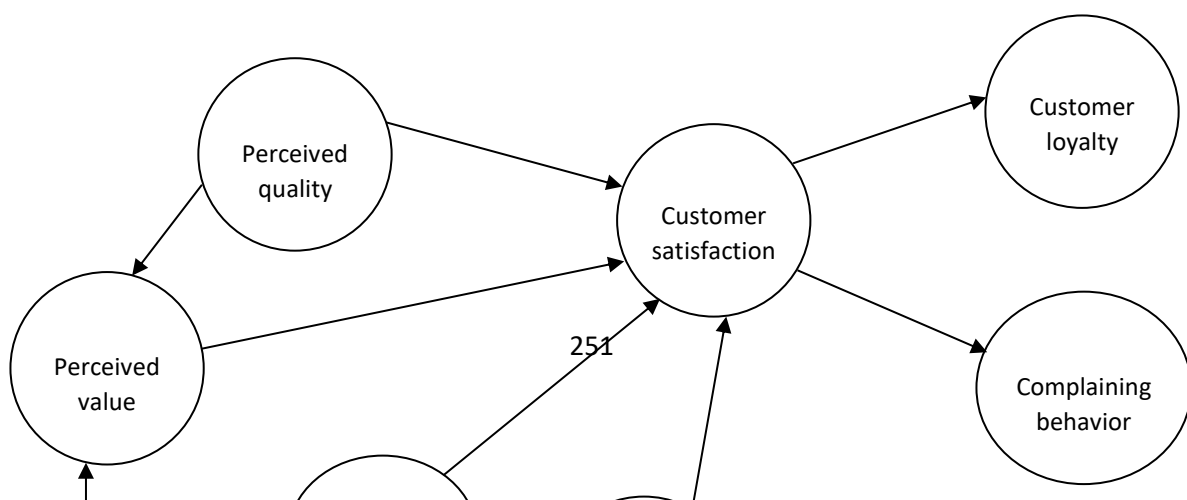 Perceived
quality
Customer
satisfaction
Customer
loyalty
251
Perceived
value
Complaining
behavior